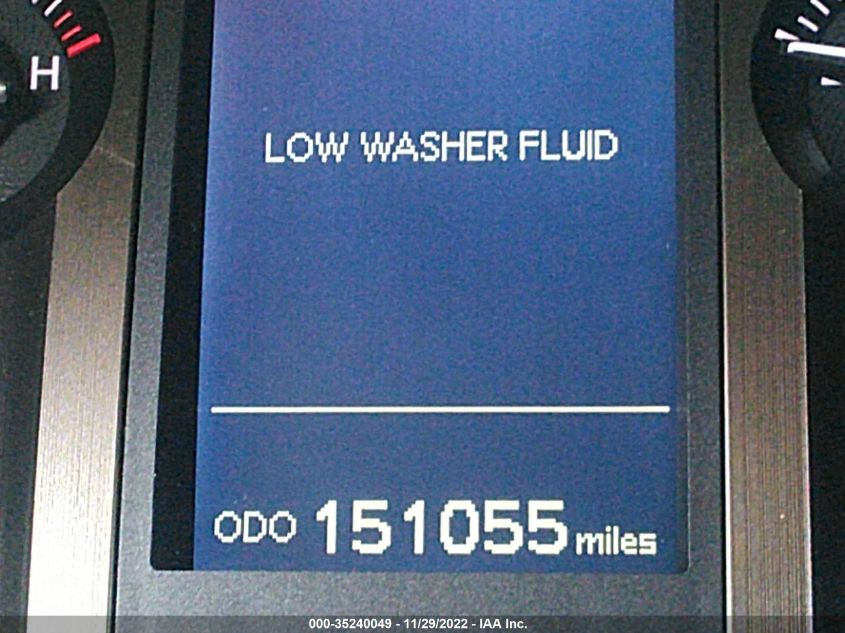 H
LOW WASHER FLUID
ODO 151055 miles
000-35240049 - 11/29/2022 - IAA Inc.